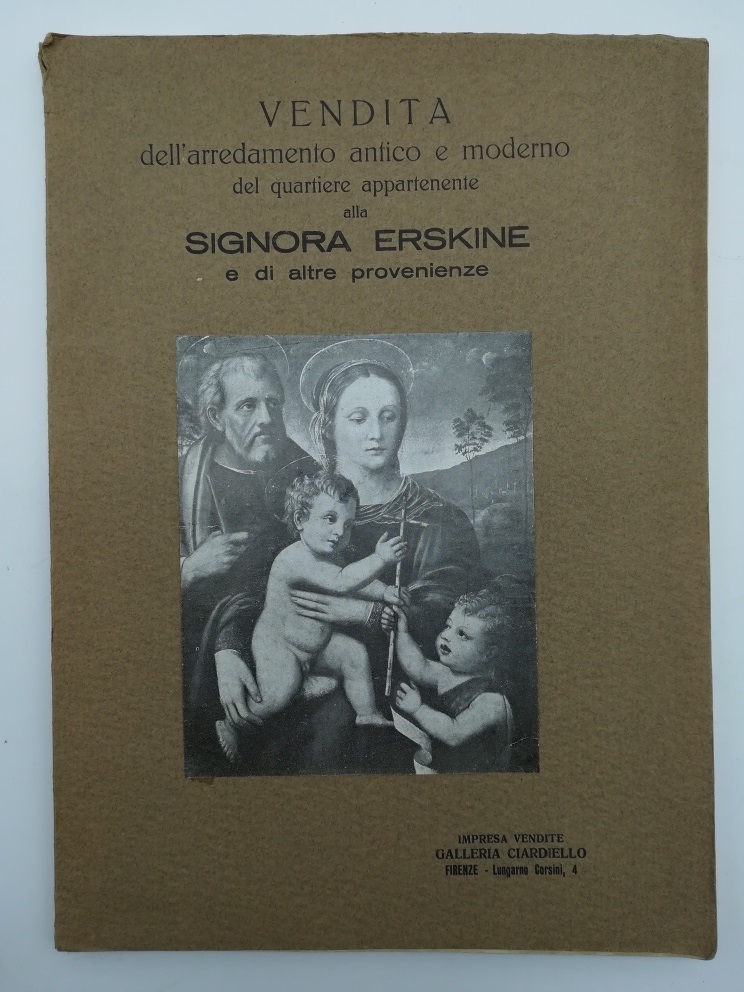 VENDITA
dell'arredamento antico e moderno
del quartiere appartenente
alla
SIGNORA ERSKINE
e di altre provenienze
IMPRESA VENDITE
GALLERIA CIARDIELLO
FIRENZE - Lungarno Corsini, 4